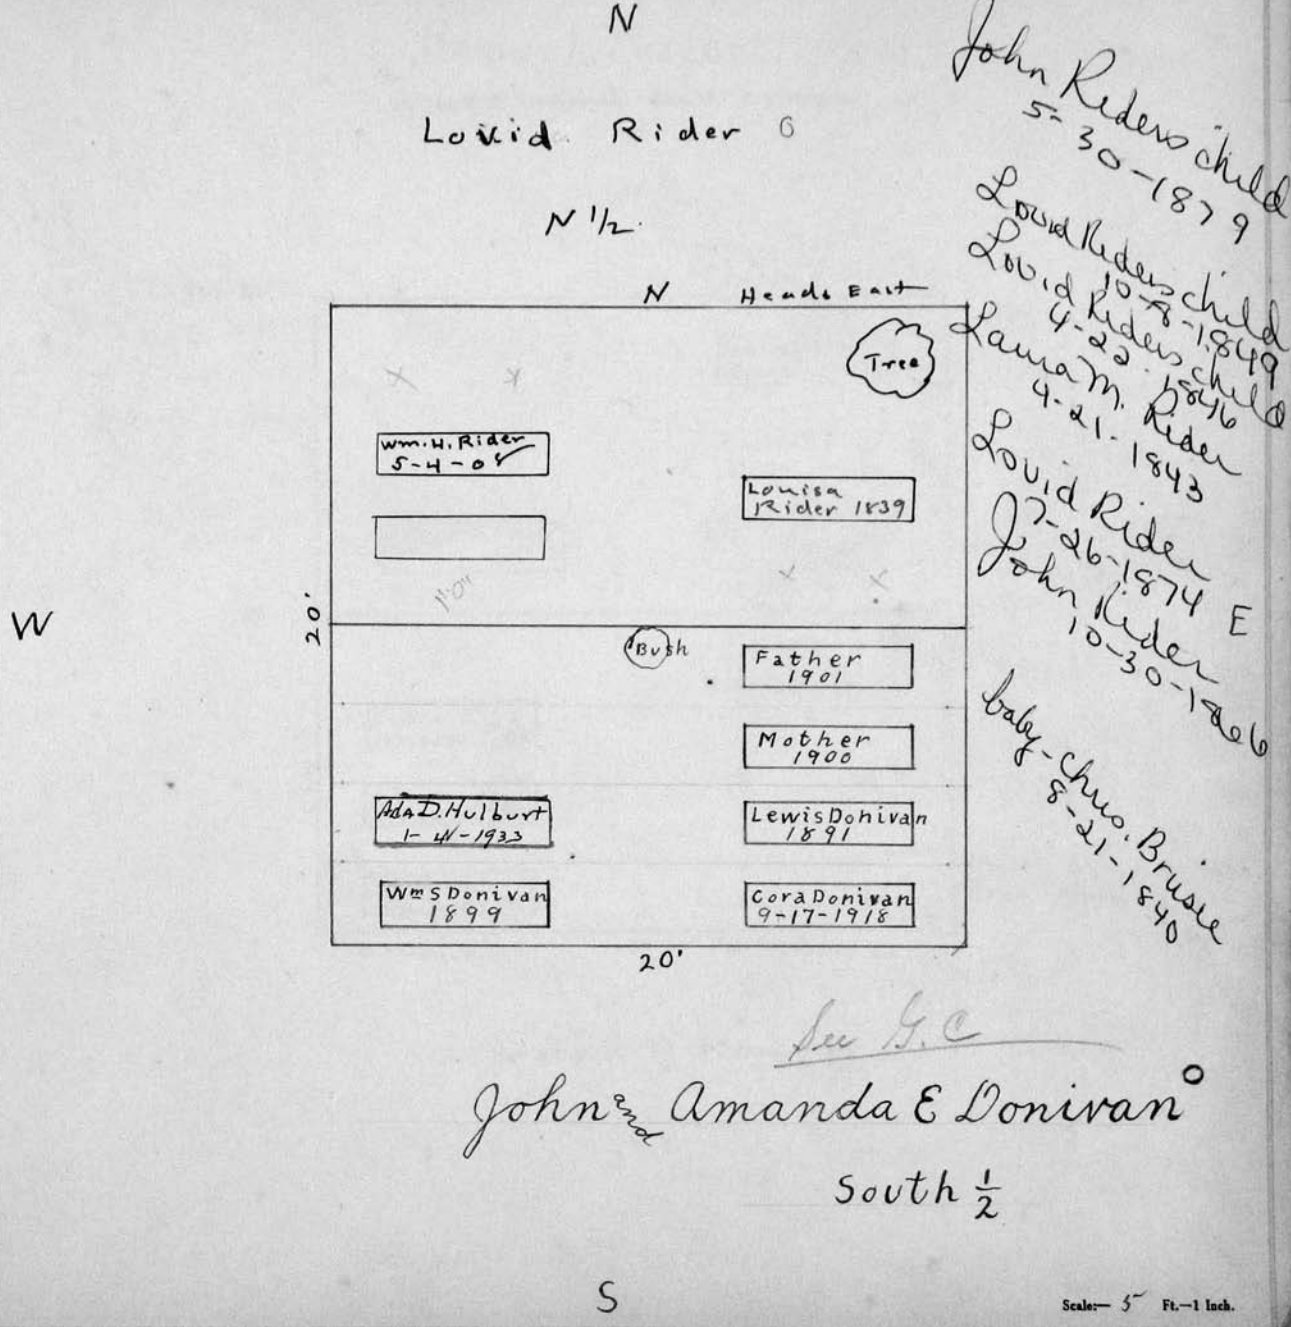 N
Lovid Rider
N 1/2
N Heads East
Tree
Wm. H. Rider
5-4-08
Louisa
Rider 1839
1'0"
W
20'
E
Bush
Father
1901
Mother
1900
Ada D. Hulburt
1- 4-1933
Lewis Donivan
1891
Wm S Donivan
1899
Cora Donivan
9-17-1918
20'
John Riders child
5-30-1879
Lovid Riders child
10-8-1849
Lovid Riders child
4-22-1846
Laura M. Rider
4-21-1843
Lovid Rider
7-26-1874
John Rider
10-30-1866
baby-Chas.
8-21-1840
See G.C
John and Amanda E Donivan
South 1/2
S
Scale:— 5 Ft.—1 Inch.